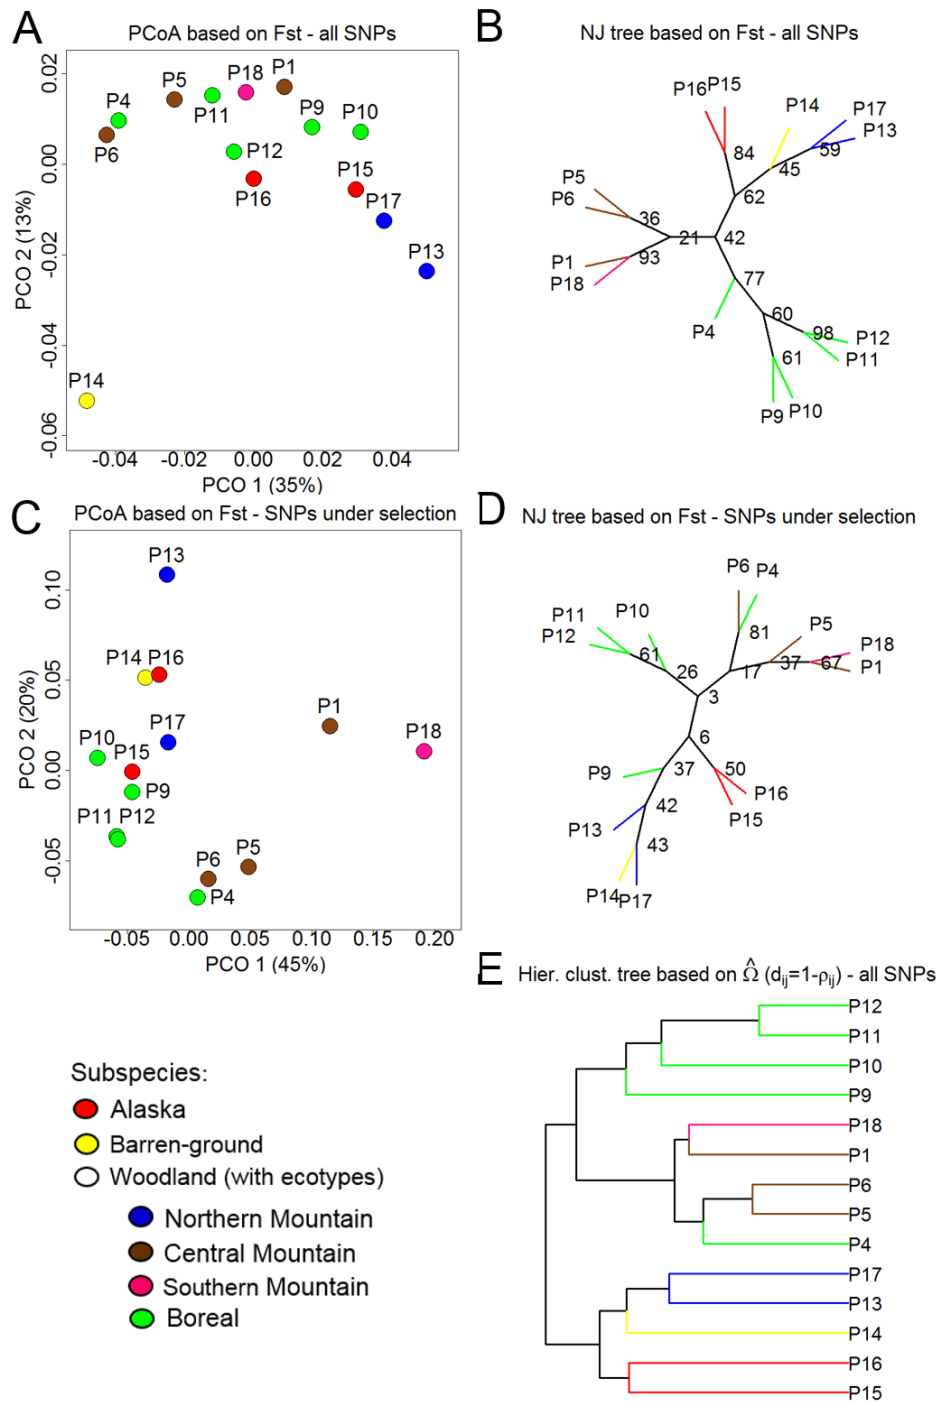 A
PCoA based on Fst - all SNPs
PCO 2 (13%)
0.02
0.00
-0.02
-0.04
-0.06
P4
P6
P5
P11
P18
P1
P9
P10
P12
P16
P15
P17
P13
P14
-0.04
-0.02
0.00
0.02
0.04
PCO 1 (35%)
B
NJ tree based on Fst - all SNPs
P16
P15
P14
P17
P13
84
45
59
62
P5
P6
36
21
42
93
P1
P18
77
P4
60
98
P12
P11
61
P9
P10
C
PCoA based on Fst - SNPs under selection
PCO 2 (20%)
0.10
0.05
0.00
-0.05
P13
P14
P16
P17
P10
P15
P9
P11
P12
P1
P18
P6
P5
P4
-0.05
0.00
0.05
0.10
0.15
0.20
PCO 1 (45%)
D
NJ tree based on Fst - SNPs under selection
P6
P4
P11
P12
P10
81
P5
P18
P1
61
26
17
37
67
3
6
P9
37
50
P16
P15
P13
42
43
P14
P17
E
Hier. clust. tree based on Ω̂ (dij=1-ρij) - all SNPs
P12
P11
P10
P9
P18
P1
P6
P5
P4
P17
P13
P14
P16
P15
Subspecies:
Alaska
Barren-ground
Woodland (with ecotypes)
Northern Mountain
Central Mountain
Southern Mountain
Boreal